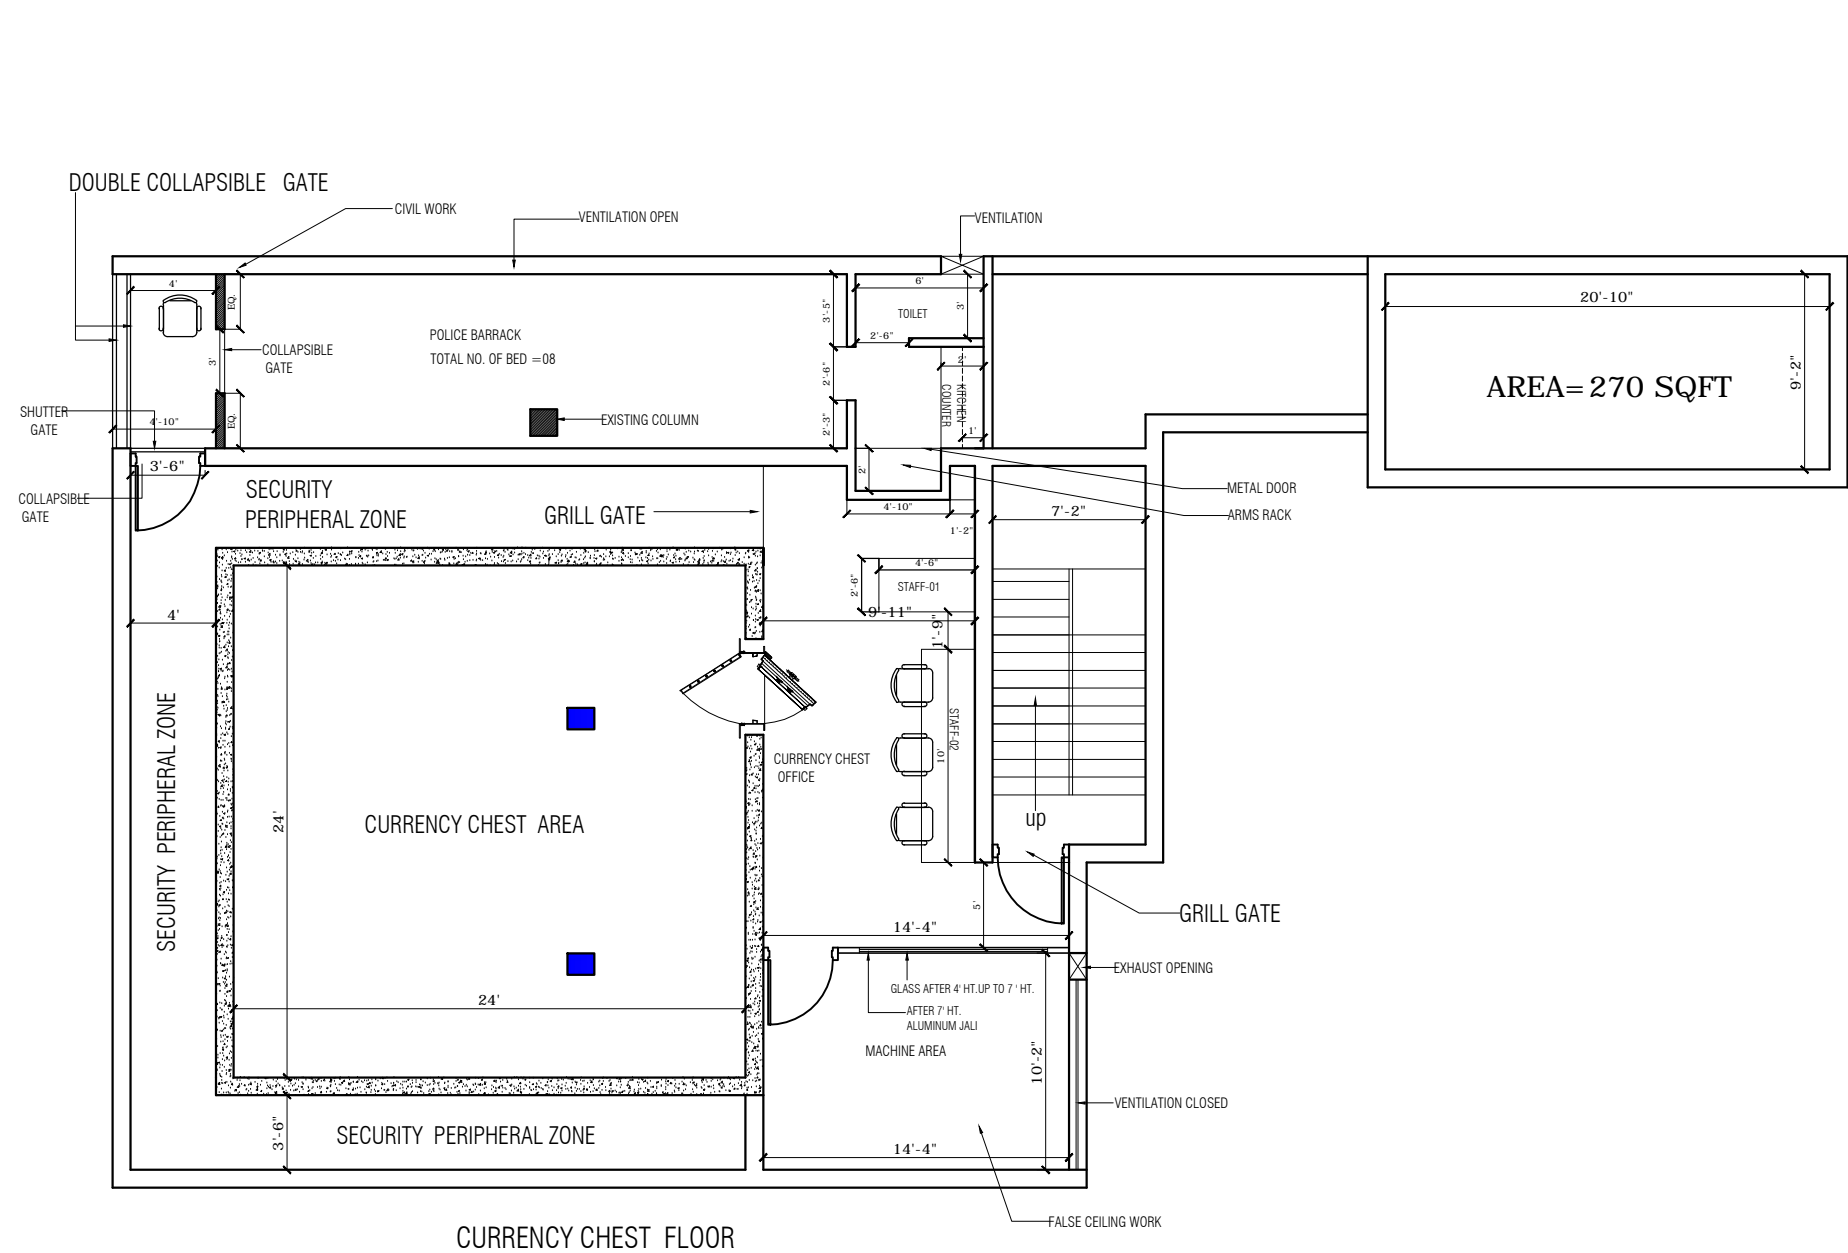 DOUBLE COLLAPSIBLE GATE
CIVIL WORK
VENTILATION OPEN
VENTILATION
4'
EQ.
3'-5"
6'
3'
TOILET
20'-10"
POLICE BARRACK
TOTAL NO. OF BED =08
COLLAPSIBLE
GATE
3'
2'-6"
2'
2'-6"
KITCHEN
COUNTER
9'-2"
AREA=270 SQFT
SHUTTER
GATE
4'-10"
EQ.
EXISTING COLUMN
2'-3"
1'
3'-6"
2'
COLLAPSIBLE
GATE
SECURITY
PERIPHERAL ZONE
GRILL GATE
4'-10"
METAL DOOR
ARMS RACK
7'-2"
1'-2"
4'-6"
2'-6"
STAFF-01
4'
9'-11"
1'-9"
SECURITY PERIPHERAL ZONE
STAFF-02
10'
CURRENCY CHEST
OFFICE
24'
CURRENCY CHEST AREA
up
5'
GRILL GATE
14'-4"
EXHAUST OPENING
24'
GLASS AFTER 4' HT.UP TO 7 ' HT.
AFTER 7' HT.
ALUMINUM JALI
MACHINE AREA
10'-2"
VENTILATION CLOSED
3'-6"
SECURITY PERIPHERAL ZONE
14'-4"
FALSE CEILING WORK
CURRENCY CHEST FLOOR